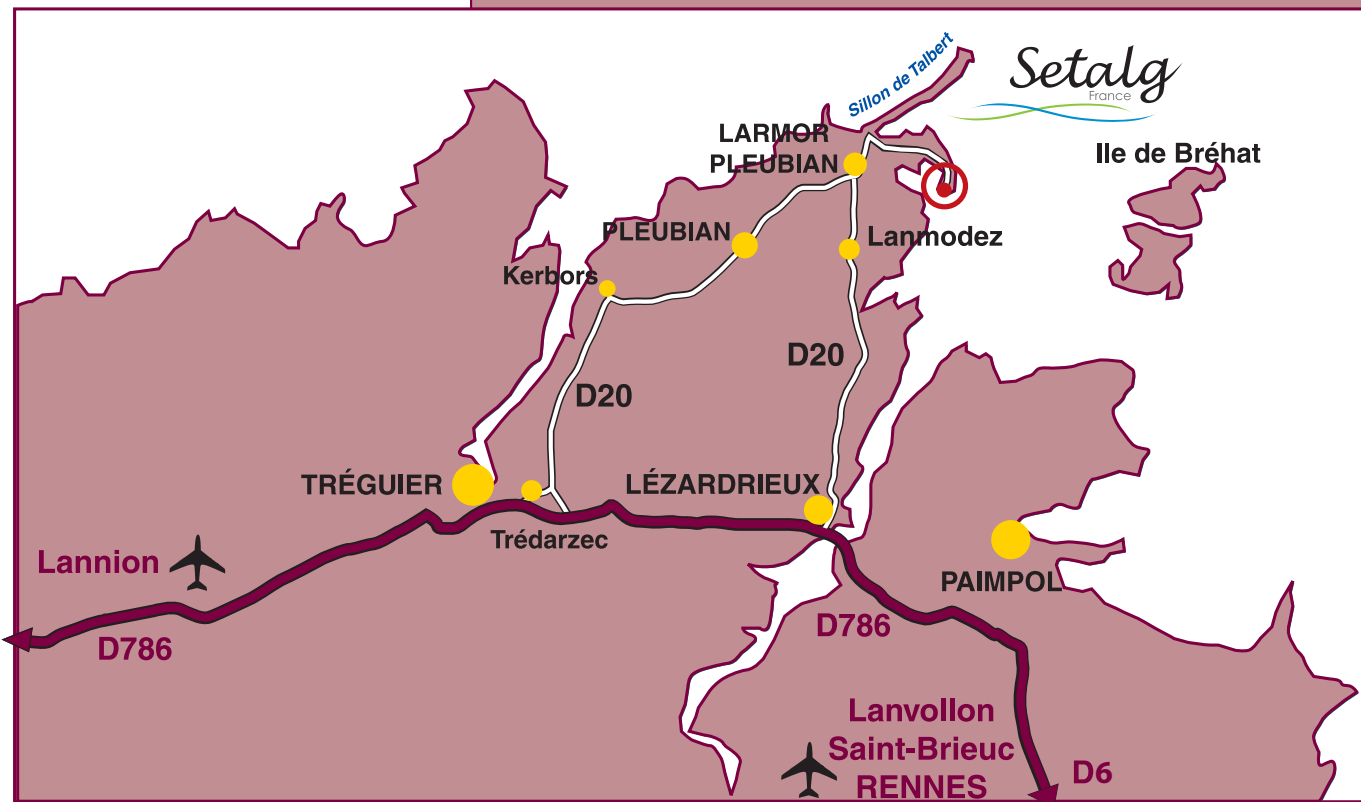 Sillon de Talbert
Setalg
France
LARMOR
PLEUBIAN
Ile de Bréhat
PLEUBIAN
Lanmodez
Kerbors
D20
D20
TRÉGUIER
LÉZARDRIEUX
Trédarzec
PAIMPOL
Lannion
D786
D786
Lanvollon
Saint-Brieuc
RENNES
D6